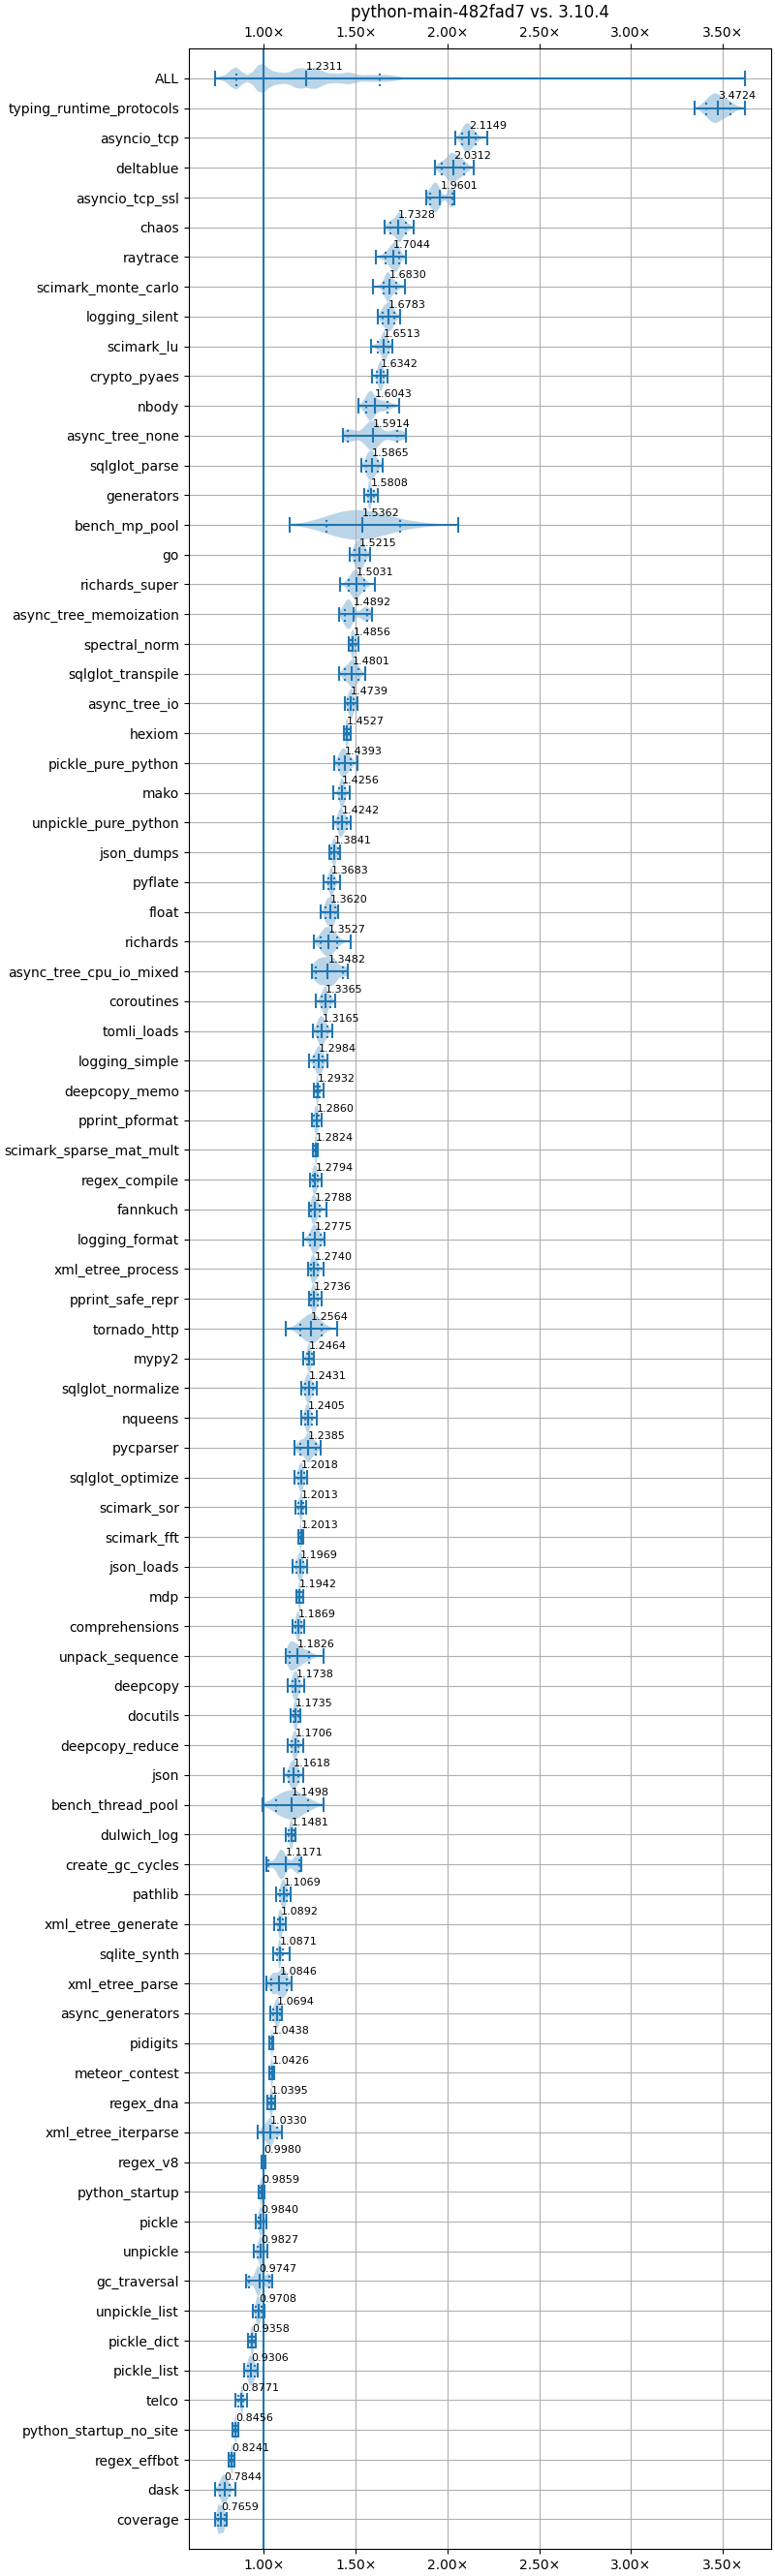 python-main-482fad7 vs. 3.10.4
1.00× 1.50× 2.00× 2.50× 3.00× 3.50×
ALL 1.2311
typing_runtime_protocols 3.4724
asyncio_tcp 2.1149
deltablue 2.0312
asyncio_tcp_ssl 1.9601
chaos 1.7328
raytrace 1.7044
scimark_monte_carlo 1.6830
logging_silent 1.6783
scimark_lu 1.6513
crypto_pyaes 1.6342
nbody 1.6043
async_tree_none 1.5914
sqlglot_parse 1.5865
generators 1.5808
bench_mp_pool 1.5362
go 1.5215
richards_super 1.5031
async_tree_memoization 1.4892
spectral_norm 1.4856
sqlglot_transpile 1.4801
async_tree_io 1.4739
hexiom 1.4527
pickle_pure_python 1.4393
mako 1.4256
unpickle_pure_python 1.4242
json_dumps 1.3841
pyflate 1.3683
float 1.3620
richards 1.3527
async_tree_cpu_io_mixed 1.3482
coroutines 1.3365
tomli_loads 1.3165
logging_simple 1.2984
deepcopy_memo 1.2932
pprint_pformat 1.2860
scimark_sparse_mat_mult 1.2824
regex_compile 1.2794
fannkuch 1.2788
logging_format 1.2775
xml_etree_process 1.2740
pprint_safe_repr 1.2736
tornado_http 1.2564
mypy2 1.2464
sqlglot_normalize 1.2431
nqueens 1.2405
pycparser 1.2385
sqlglot_optimize 1.2018
scimark_sor 1.2013
scimark_fft 1.2013
json_loads 1.1969
mdp 1.1942
comprehensions 1.1869
unpack_sequence 1.1826
deepcopy 1.1738
docutils 1.1735
deepcopy_reduce 1.1706
json 1.1618
bench_thread_pool 1.1498
dulwich_log 1.1481
create_gc_cycles 1.1171
pathlib 1.1069
xml_etree_generate 1.0892
sqlite_synth 1.0871
xml_etree_parse 1.0846
async_generators 1.0694
pidigits 1.0438
meteor_contest 1.0426
regex_dna 1.0395
xml_etree_iterparse 1.0330
regex_v8 0.9980
python_startup 0.9859
pickle 0.9840
unpickle 0.9827
gc_traversal 0.9747
unpickle_list 0.9708
pickle_dict 0.9358
pickle_list 0.9306
telco 0.8771
python_startup_no_site 0.8456
regex_effbot 0.8241
dask 0.7844
coverage 0.7659
1.00× 1.50× 2.00× 2.50× 3.00× 3.50×